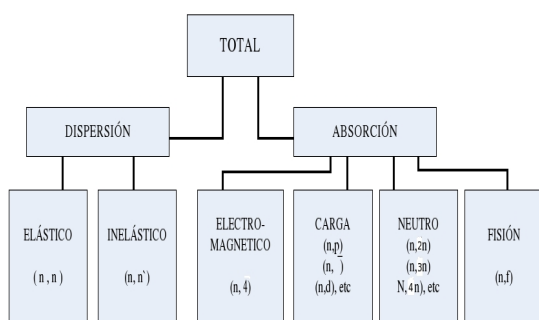 TOTAL
DISPERSIÓN
ABSORCIÓN
ELÁSTICO
( n , n )
INELÁSTICO
(n, n`)
ELECTRO-
MAGNETICO
(n, 4)
CARGA
(n,p)
(n, ¯)
(n,d), etc
NEUTRO
(n,2n)
(n,3n)
N,4n), etc
FISIÓN
(n,f)